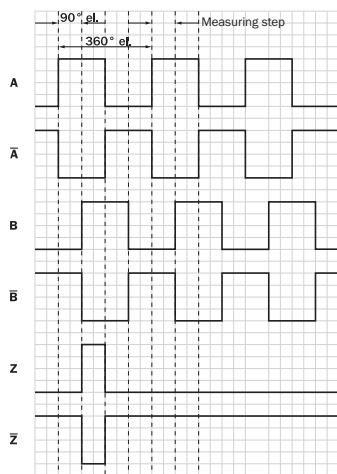 90° el.
Measuring step
360° el.
A
A̅
B
B̅
Z
Z̅